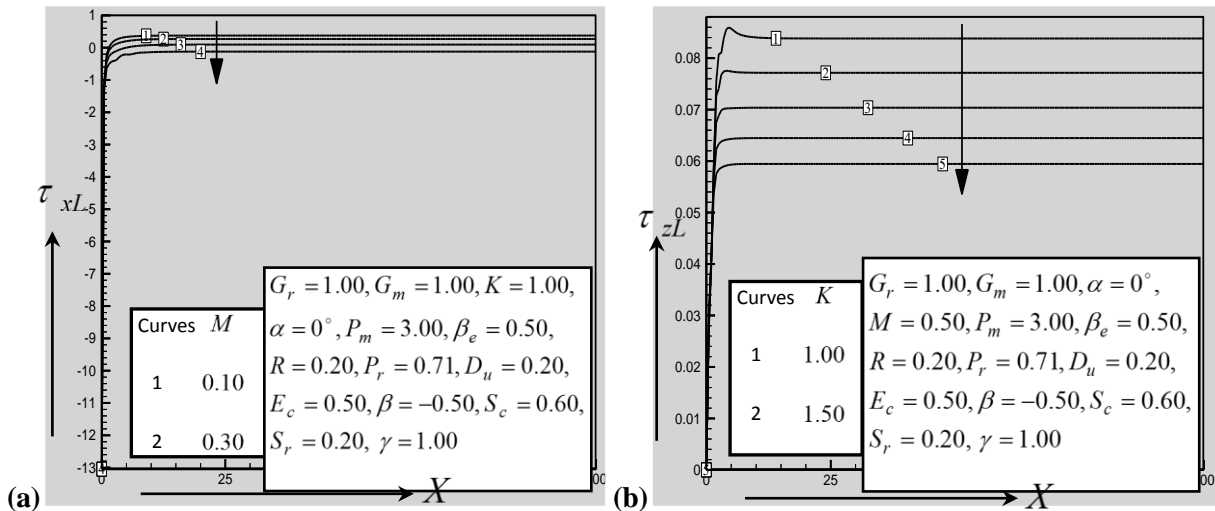 1
0
-1
-2
-3
-4
-5
-6
-7
-8
-9
-10
-11
-12
-13
1
2
3
4
τ xL
Curves M
1 0.10
2 0.30
G_r = 1.00, G_m = 1.00, K = 1.00,
α = 0°, P_m = 3.00, β_e = 0.50,
R = 0.20, P_r = 0.71, D_u = 0.20,
E_c = 0.50, β = −0.50, S_c = 0.60,
S_r = 0.20, γ = 1.00
25
00
(a)
X
0.08
0.07
0.06
0.05
0.04
0.03
0.02
0.01
0
1
2
3
4
5
τ zL
Curves K
1 1.00
2 1.50
G_r = 1.00, G_m = 1.00, α = 0°,
M = 0.50, P_m = 3.00, β_e = 0.50,
R = 0.20, P_r = 0.71, D_u = 0.20,
E_c = 0.50, β = −0.50, S_c = 0.60,
S_r = 0.20, γ = 1.00
25
00
(b)
X